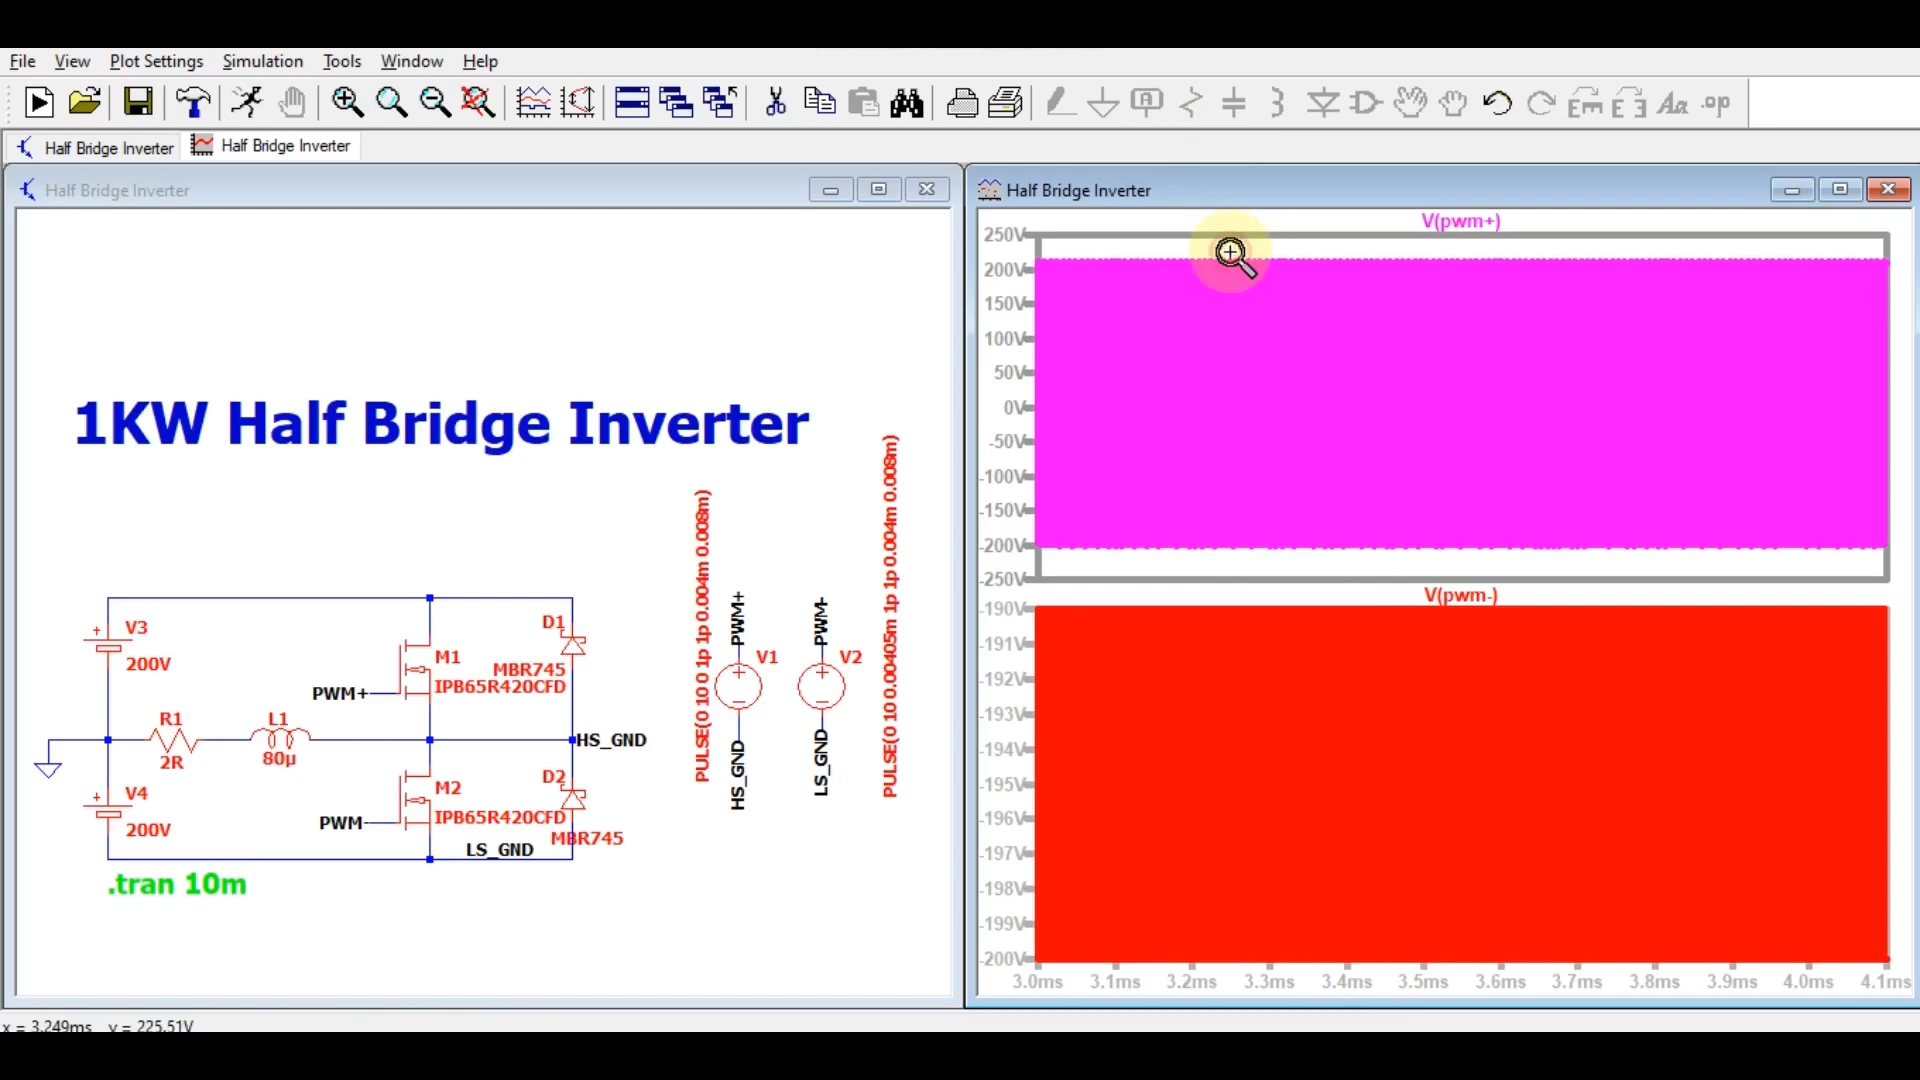 File View Plot Settings Simulation Tools Window Help
Aa .op
Half Bridge Inverter Half Bridge Inverter
Half Bridge Inverter
1KW Half Bridge Inverter
V3
200V
R1
2R
L1
80µ
V4
200V
PWM+
M1
IPB65R420CFD
D1
MBR745
HS_GND
PWM-
M2
IPB65R420CFD
D2
MBR745
LS_GND
.tran 10m
PULSE(0 10 0 1p 1p 0.004m 0.008m)
PWM+
V1
HS_GND
PWM-
V2
LS_GND
PULSE(0 10 0.00405m 1p 1p 0.004m 0.008m)
Half Bridge Inverter
V(pwm+)
250V
200V
150V
100V
50V
0V
-50V
-100V
-150V
-200V
-250V
V(pwm-)
-190V
-191V
-192V
-193V
-194V
-195V
-196V
-197V
-198V
-199V
-200V
3.0ms 3.1ms 3.2ms 3.3ms 3.4ms 3.5ms 3.6ms 3.7ms 3.8ms 3.9ms 4.0ms 4.1ms
x = 3.249ms y = 225.51V